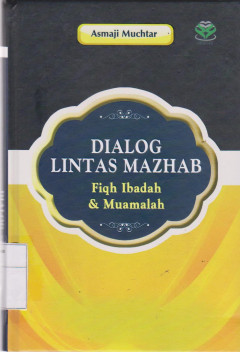 Asmaji Muchtar
DIALOG
LINTAS MAZHAB
Fiqh Ibadah
& Muamalah